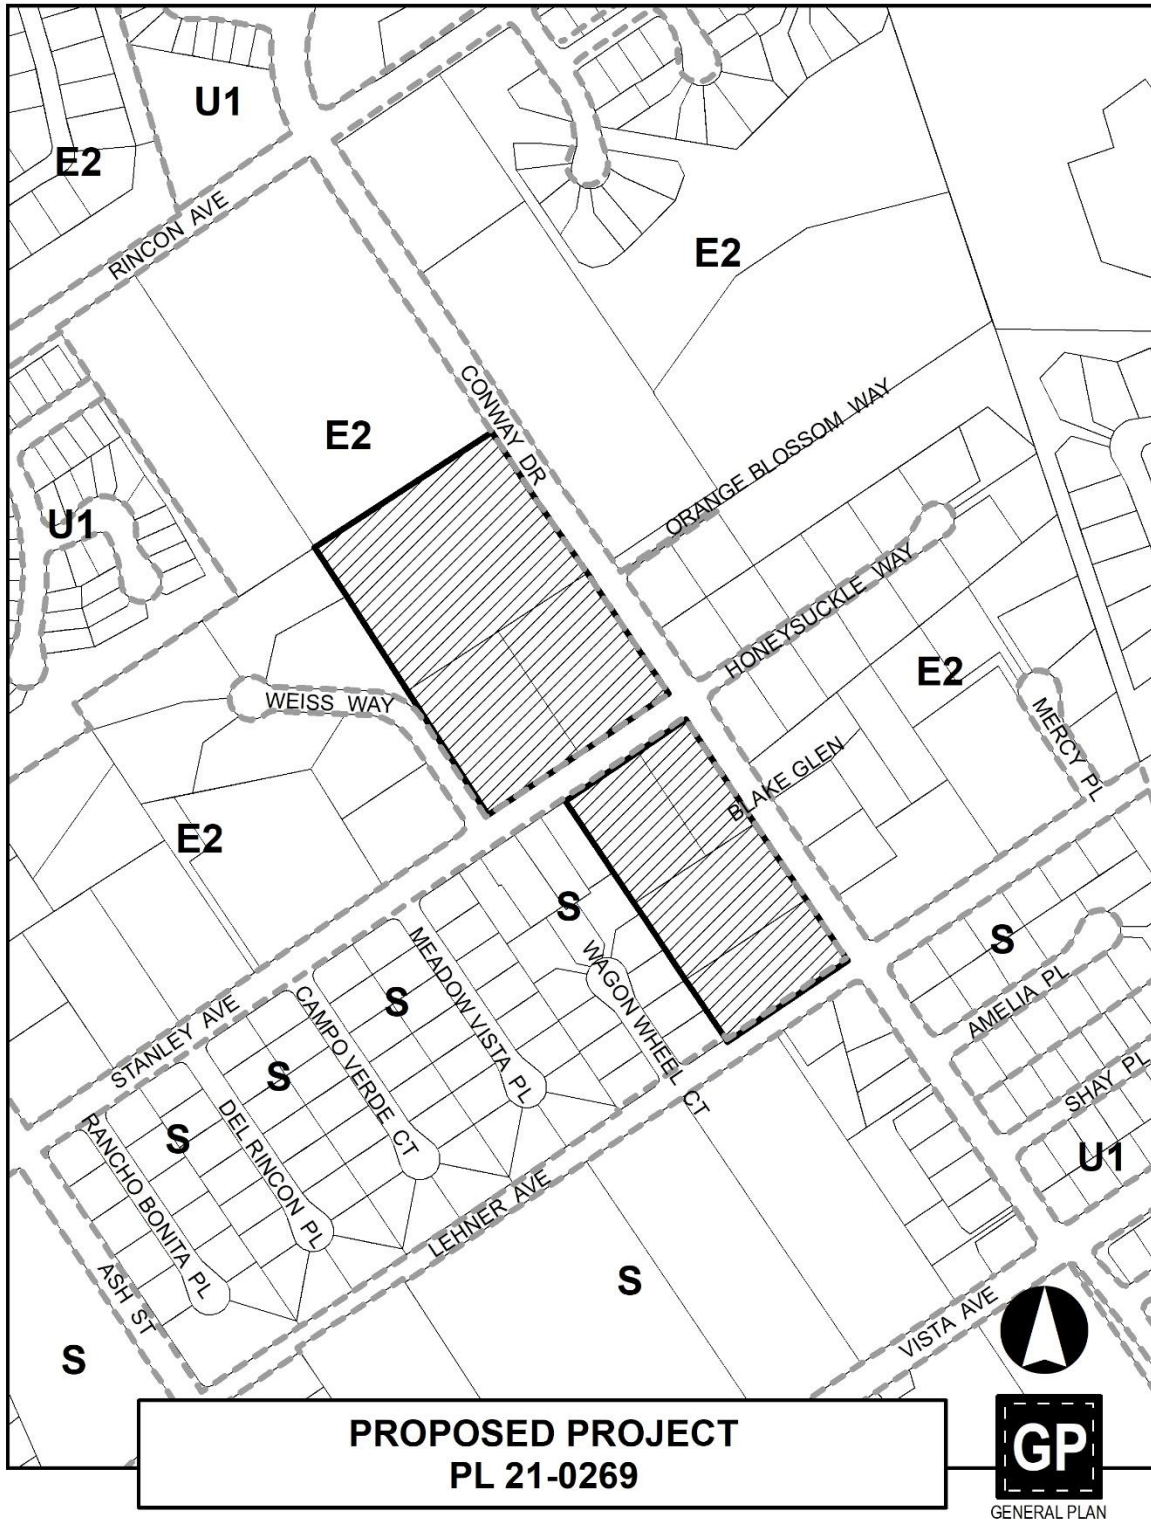 U1
E2
RINCON AVE
E2
CONWAY DR
E2
ORANGE BLOSSOM WAY
U1
HONEYSUCKLE WAY
E2
WEISS WAY
MERCY PL
BLAKE GLEN
E2
S
S
MEADOW VISTA PL
WAGON WHEEL CT
S
AMELIA PL
STANLEY AVE
CAMPO VERDE CT
S
SHAY PL
DEL RINCON PL
S
RANCHO BONITA PL
U1
LEHNER AVE
ASH ST
S
VISTA AVE
S
PROPOSED PROJECT
PL 21-0269
GP
GENERAL PLAN